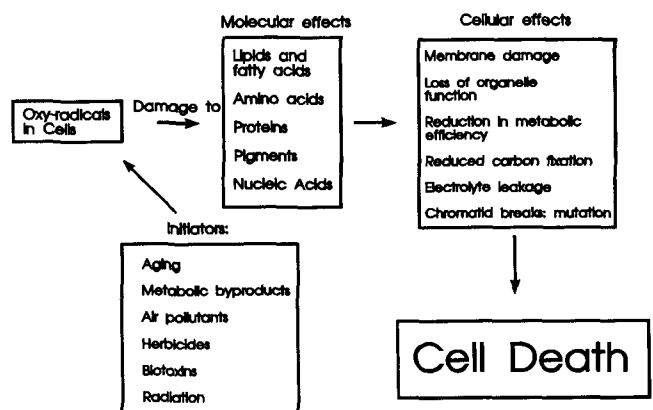 Molecular effects
Lipids and
fatty acids
Amino acids
Proteins
Pigments
Nucleic Acids
Cellular effects
Membrane damage
Loss of organelle
function
Reduction in metabolic
efficiency
Reduced carbon fixation
Electrolyte leakage
Chromatid breaks: mutation
Oxy-radicals
in Cells
Damage to
Initiators:
Aging
Metabolic byproducts
Air pollutants
Herbicides
Biotoxins
Radiation
Cell Death